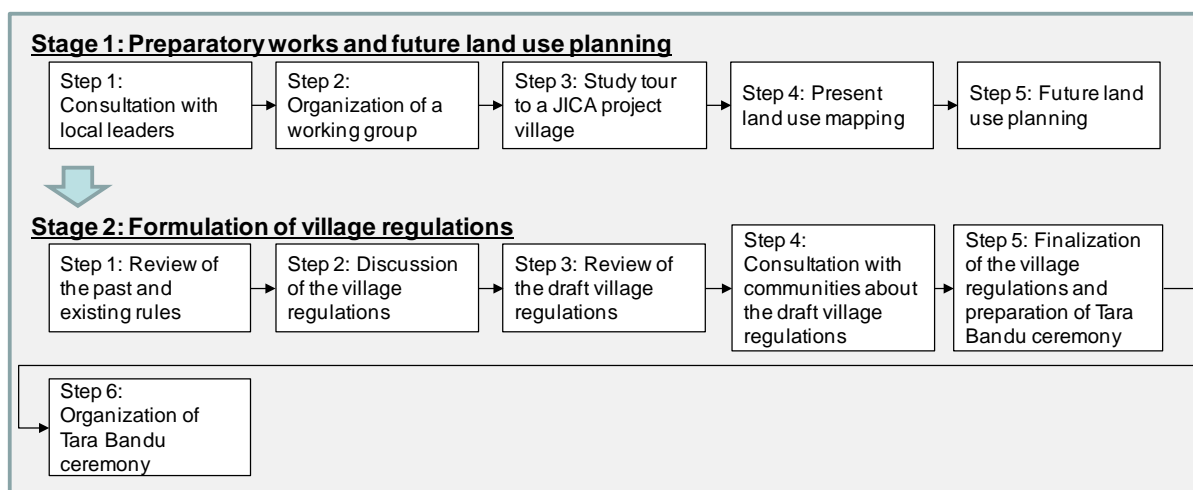 Stage 1: Preparatory works and future land use planning
Step 1:
Consultation with
local leaders
Step 2:
Organization of a
working group
Step 3: Study tour
to a JICA project
village
Step 4: Present
land use mapping
Step 5: Future land
use planning
Stage 2: Formulation of village regulations
Step 1: Review of
the past and
existing rules
Step 2: Discussion
of the village
regulations
Step 3: Review of
the draft village
regulations
Step 4:
Consultation with
communities about
the draft village
regulations
Step 5: Finalization
of the village
regulations and
preparation of Tara
Bandu ceremony
Step 6:
Organization of
Tara Bandu
ceremony